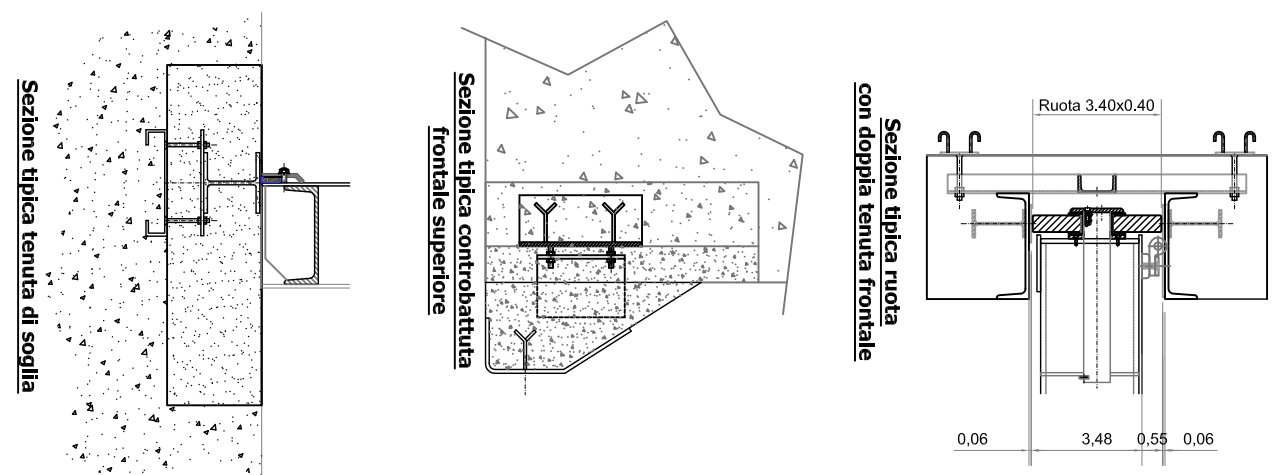 Sezione tipica tenuta di soglia
Sezione tipica controbattuta
frontale superiore
Sezione tipica ruota
con doppia tenuta frontale
Ruota 3.40x0.40
0,06
3,48
0,55
0,06